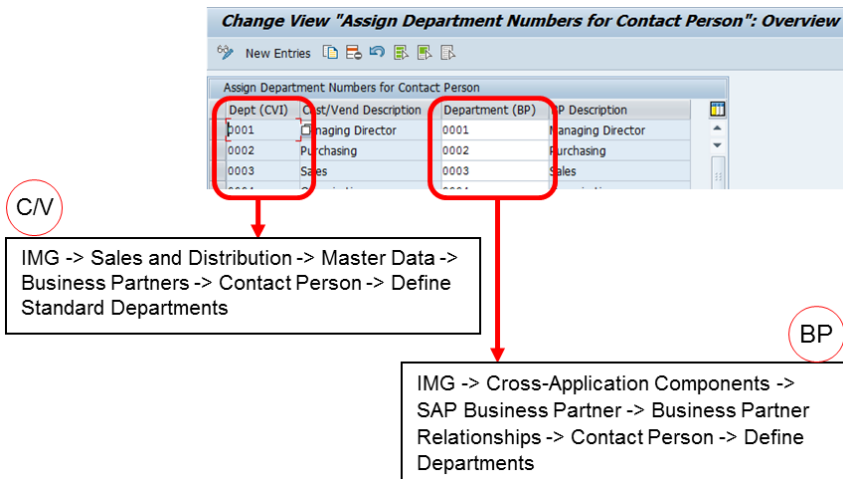 Change View "Assign Department Numbers for Contact Person": Overview
New Entries
Assign Department Numbers for Contact Person
Dept (CVI) Cust/Vend Description Department (BP) BP Description
0001 Managing Director 0001 Managing Director
0002 Purchasing 0002 Purchasing
0003 Sales 0003 Sales
C/V
IMG -> Sales and Distribution -> Master Data ->
Business Partners -> Contact Person -> Define
Standard Departments
BP
IMG -> Cross-Application Components ->
SAP Business Partner -> Business Partner
Relationships -> Contact Person -> Define
Departments